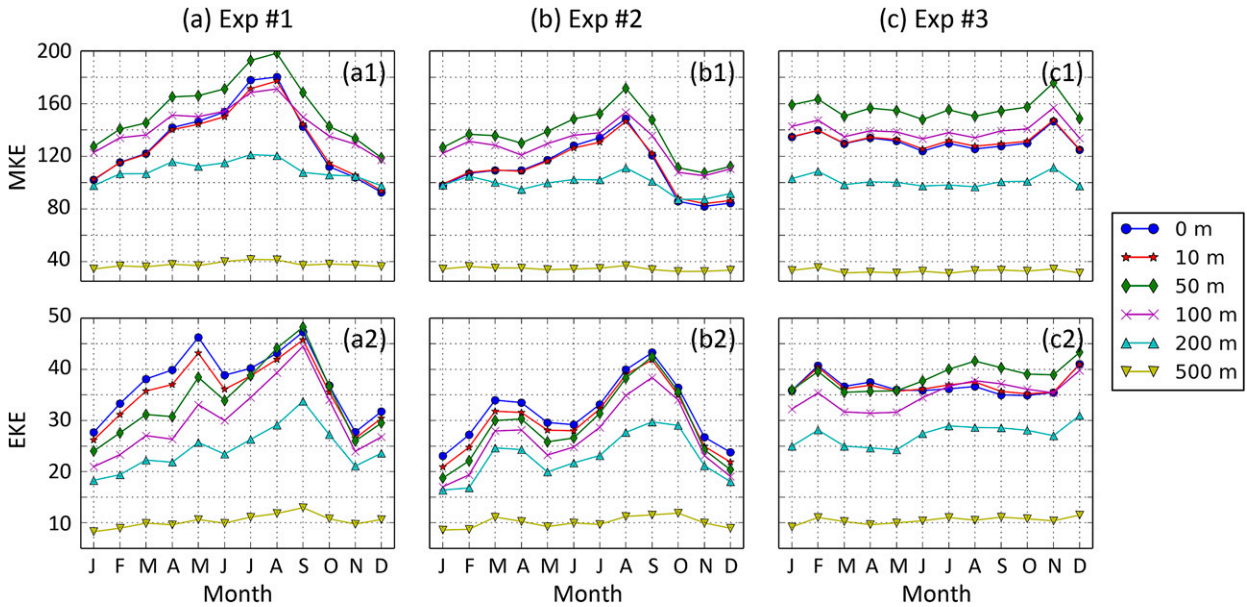 (a) Exp #1 (b) Exp #2 (c) Exp #3
200
160
120
80
40
MKE
(a1) (b1) (c1)
50
40
30
20
10
EKE
(a2) (b2) (c2)
0 m
10 m
50 m
100 m
200 m
500 m
J F M A M J J A S O N D J F M A M J J A S O N D J F M A M J J A S O N D
Month Month Month